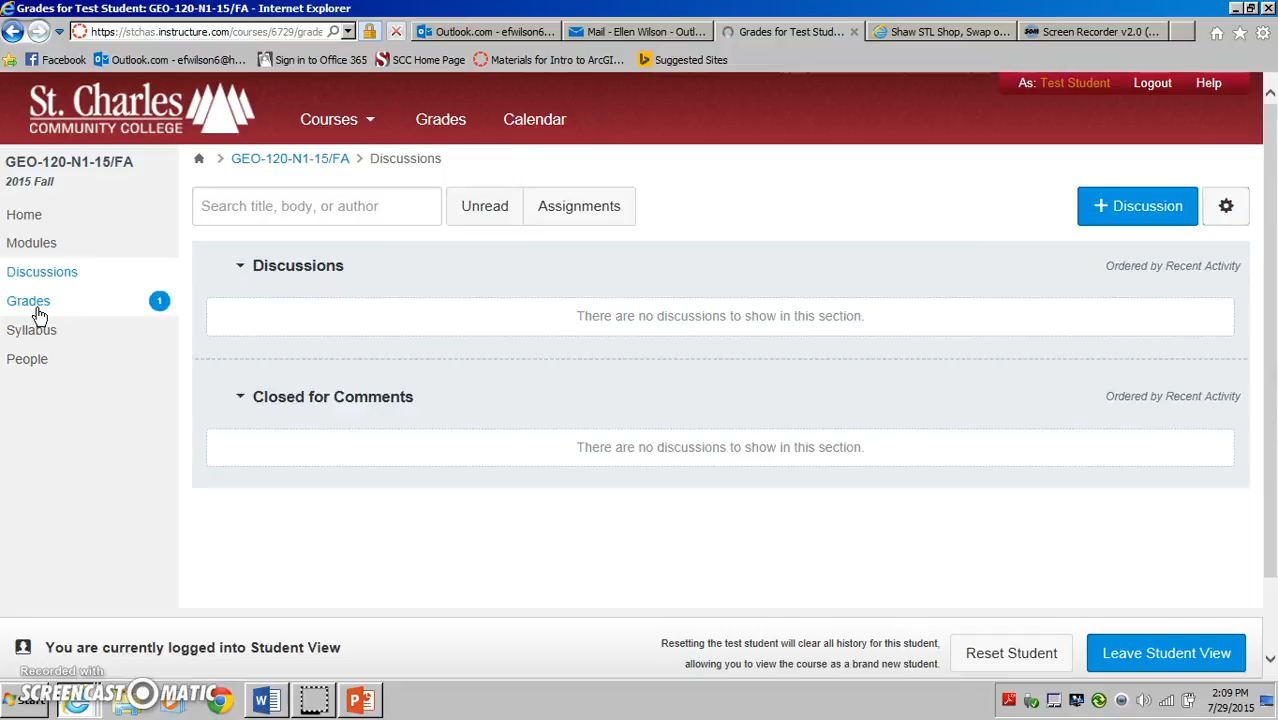 Grades for Test Student: GEO-120-N1-15/FA - Internet Explorer
https://stchas.instructure.com/courses/6729/grade
Outlook.com - efwilson6@...
Mail - Ellen Wilson - Outl...
Grades for Test Stud...
Shaw STL Shop, Swap o...
Screen Recorder v2.0 (...
Facebook
Outlook.com - efwilson6@h...
Sign in to Office 365
SCC Home Page
Materials for Intro to ArcGI...
Suggested Sites
As: Test Student
Logout
Help
St. Charles
COMMUNITY COLLEGE
Courses
Grades
Calendar
GEO-120-N1-15/FA
2015 Fall
GEO-120-N1-15/FA > Discussions
Home
Modules
Discussions
Grades
1
Syllabus
People
Search title, body, or author
Unread
Assignments
+ Discussion
Discussions
Ordered by Recent Activity
There are no discussions to show in this section.
Closed for Comments
Ordered by Recent Activity
There are no discussions to show in this section.
You are currently logged into Student View
Resetting the test student will clear all history for this student,
allowing you to view the course as a brand new student.
Reset Student
Leave Student View
Recorded with
SCREENCAST-O-MATIC
Start
2:09 PM
7/29/2015